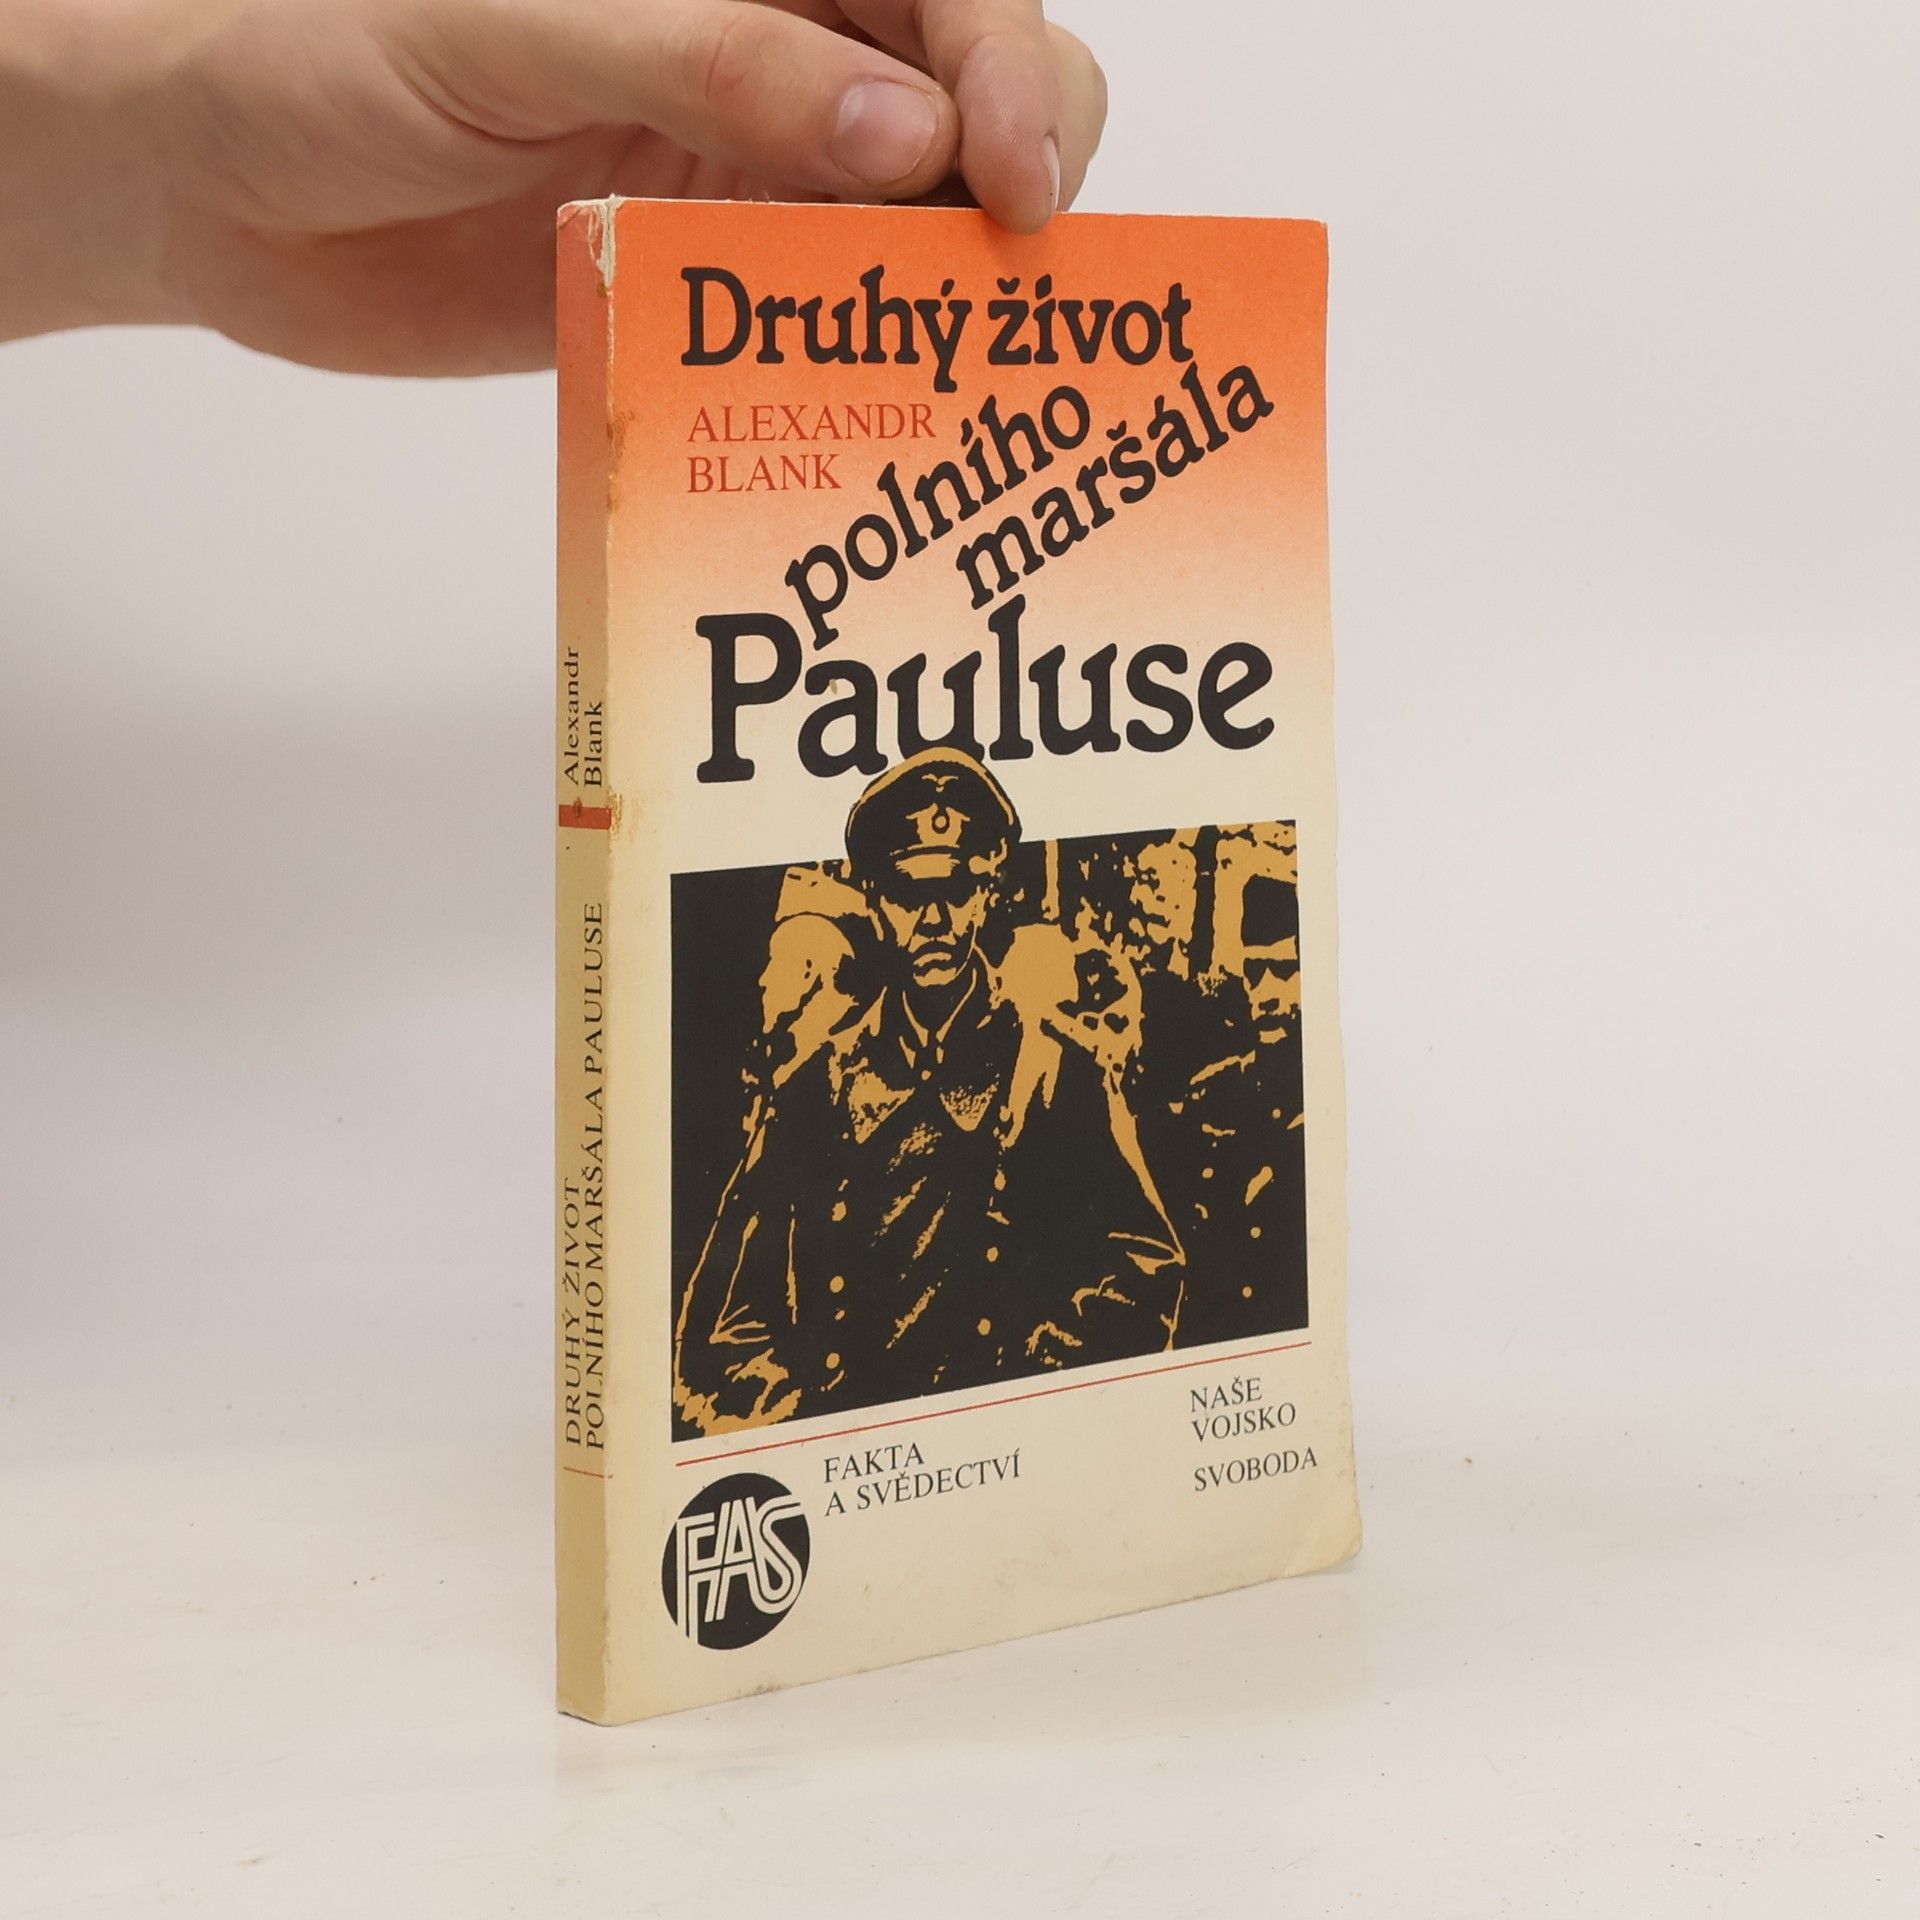 Druhý život
ALEXANDR
BLANK
polního
maršála
Pauluse
FAKTA
A SVĚDECTVÍ
NAŠE
VOJSKO
SVOBODA
FAS
Alexandr
Blank
DRUHÝ ŽIVOT
POLNÍHO MARŠÁLA PAULUSE